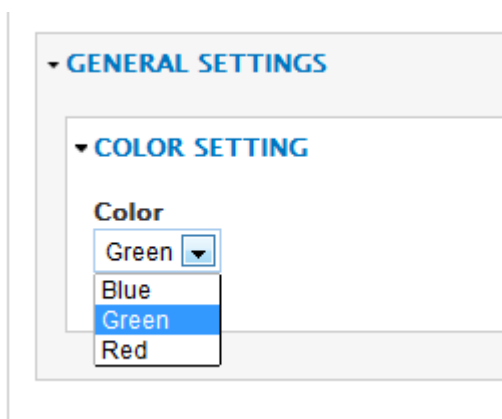 GENERAL SETTINGS
COLOR SETTING
Color
Green
Blue
Green
Red